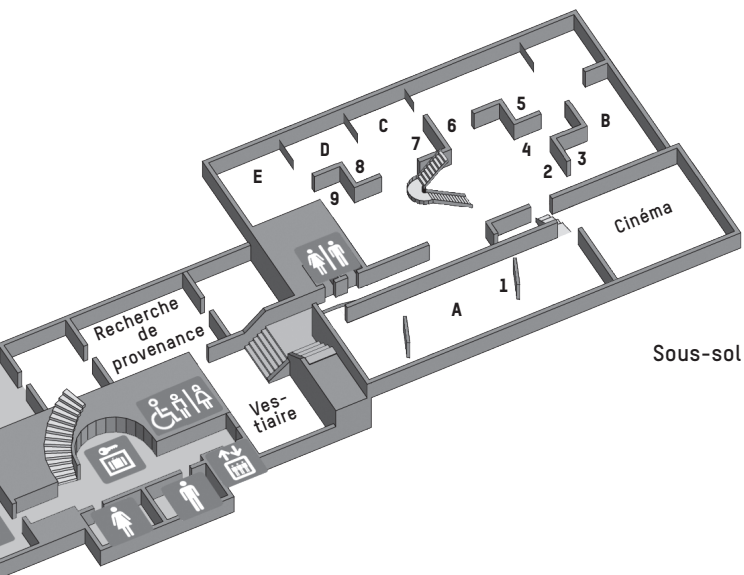 5
6
B
C
7
4
3
D
8
2
E
9
Cinéma
1
A
Recherche
de
provenance
Sous-sol
Ves-
tiaire